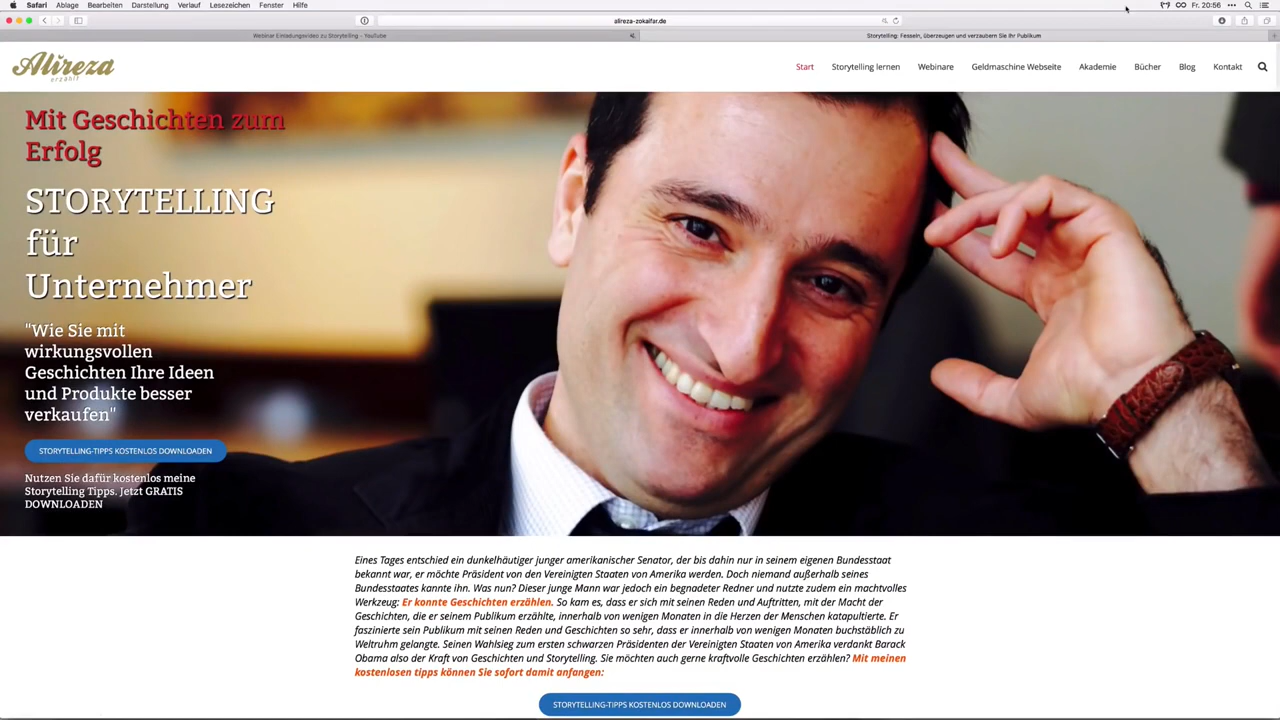 Safari Ablage Bearbeiten Darstellung Verlauf Lesezeichen Fenster Hilfe
Fr. 20:56
alireza-zokaifar.de
Webinar Einladungsvideo zu Storytelling - YouTube
Storytelling: Fesseln, überzeugen und verzaubern Sie Ihr Publikum
Alireza
erzählt
Start Storytelling lernen Webinare Geldmaschine Webseite Akademie Bücher Blog Kontakt
Mit Geschichten zum
Erfolg
STORYTELLING
für
Unternehmer
"Wie Sie mit
wirkungsvollen
Geschichten Ihre Ideen
und Produkte besser
verkaufen"
STORYTELLING-TIPPS KOSTENLOS DOWNLOADEN
Nutzen Sie dafür kostenlos meine
Storytelling Tipps. Jetzt GRATIS
DOWNLOADEN
Eines Tages entschied ein dunkelhäutiger junger amerikanischer Senator, der bis dahin nur in seinem eigenen Bundesstaat
bekannt war, er möchte Präsident von den Vereinigten Staaten von Amerika werden. Doch niemand außerhalb seines
Bundesstaates kannte ihn. Was nun? Dieser junge Mann war jedoch ein begnadeter Redner und nutzte zudem ein machtvolles
Werkzeug: Er konnte Geschichten erzählen. So kam es, dass er sich mit seinen Reden und Auftritten, mit der Macht der
Geschichten, die er seinem Publikum erzählte, innerhalb von wenigen Monaten in die Herzen der Menschen katapultierte. Er
faszinierte sein Publikum mit seinen Reden und Geschichten so sehr, dass er innerhalb von wenigen Monaten buchstäblich zu
Weltruhm gelangte. Seinen Wahlsieg zum ersten schwarzen Präsidenten der Vereinigten Staaten von Amerika verdankt Barack
Obama also der Kraft von Geschichten und Storytelling. Sie möchten auch gerne kraftvolle Geschichten erzählen? Mit meinen
kostenlosen tipps können Sie sofort damit anfangen:
STORYTELLING-TIPPS KOSTENLOS DOWNLOADEN